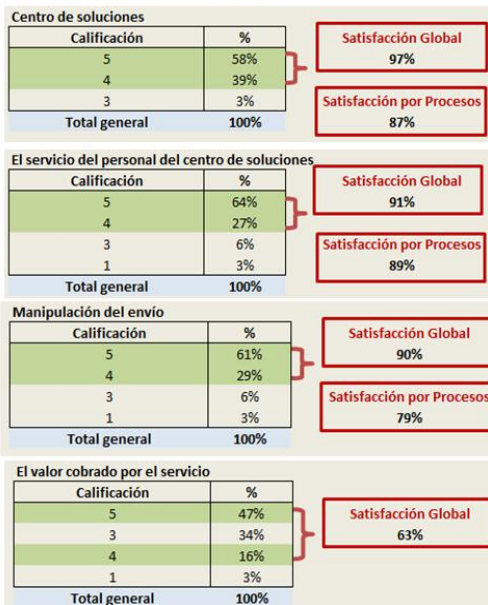 Centro de soluciones
Calificación %
5 58%
4 39%
3 3%
Total general 100%
Satisfacción Global
97%
Satisfacción por Procesos
87%
El servicio del personal del centro de soluciones
Calificación %
5 64%
4 27%
3 6%
1 3%
Total general 100%
Satisfacción Global
91%
Satisfacción por Procesos
89%
Manipulación del envío
Calificación %
5 61%
4 29%
3 6%
1 3%
Total general 100%
Satisfacción Global
90%
Satisfacción por Procesos
79%
El valor cobrado por el servicio
Calificación %
5 47%
3 34%
4 16%
1 3%
Total general 100%
Satisfacción Global
63%